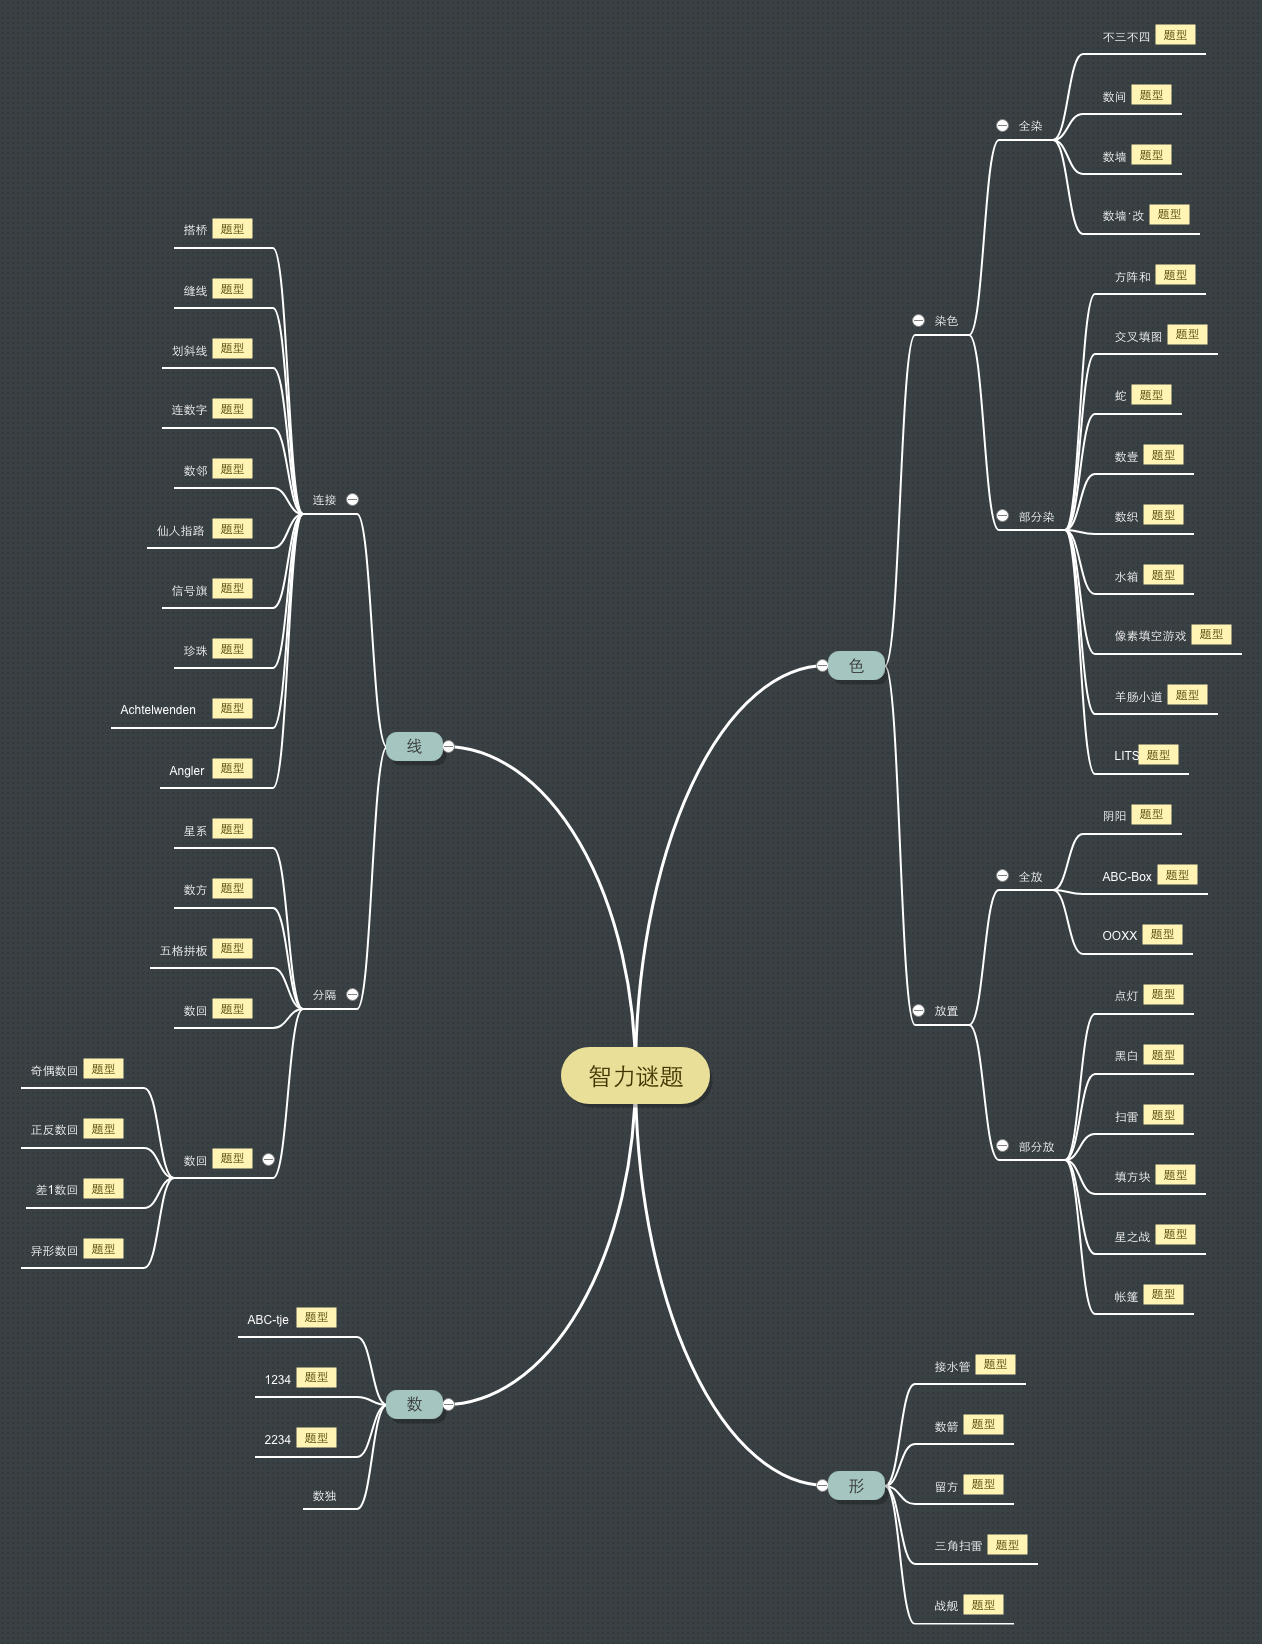 智力谜题
色
染色
全染
不三不四 题型
数间 题型
数墙 题型
数墙·改 题型
部分染
方阵和 题型
交叉填图 题型
蛇 题型
数壹 题型
数织 题型
水箱 题型
像素填空游戏 题型
羊肠小道 题型
LITS 题型
放置
全放
阴阳 题型
ABC-Box 题型
OOXX 题型
部分放
点灯 题型
黑白 题型
扫雷 题型
填方块 题型
星之战 题型
帐篷 题型
形
接水管 题型
数箭 题型
留方 题型
三角扫雷 题型
战舰 题型
线
连接
搭桥 题型
缝线 题型
划斜线 题型
连数字 题型
数邻 题型
仙人指路 题型
信号旗 题型
珍珠 题型
Achtelwenden 题型
Angler 题型
分隔
星系 题型
数方 题型
五格拼板 题型
数回 题型
数回 题型
奇偶数回 题型
正反数回 题型
差1数回 题型
异形数回 题型
数
ABC-tje 题型
1234 题型
2234 题型
数独